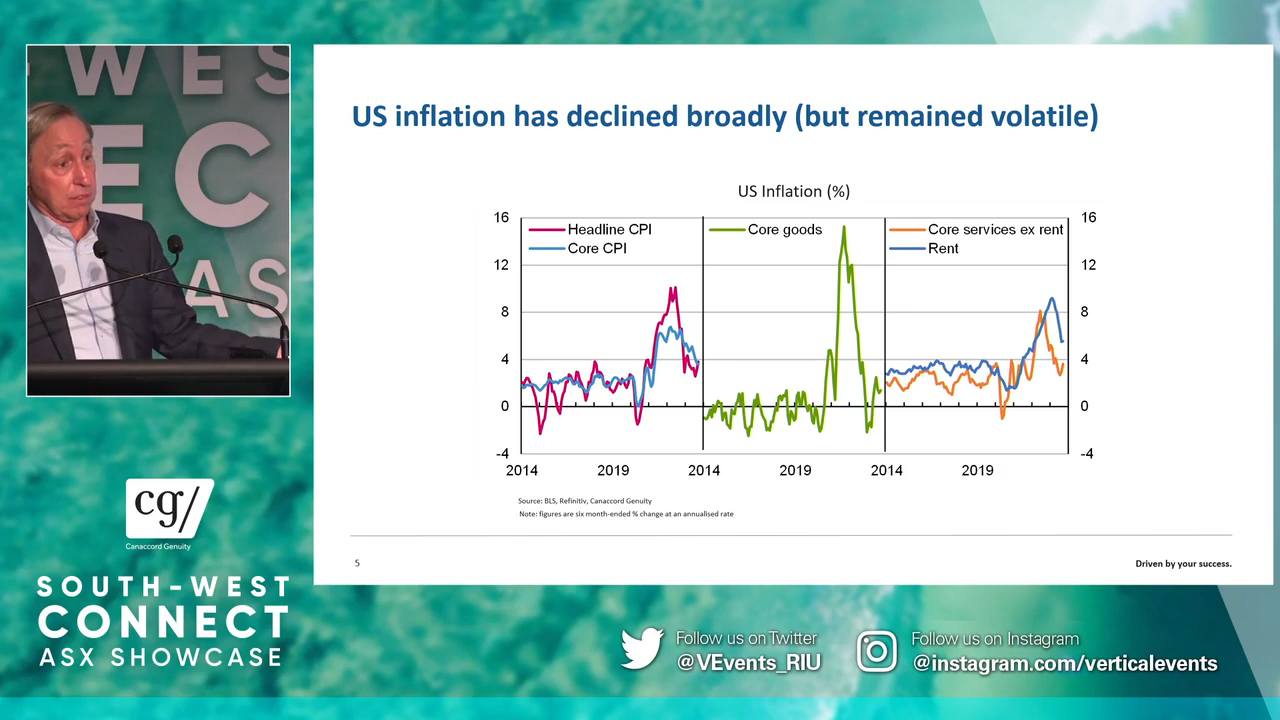 - WES
EC
AS
US inflation has declined broadly (but remained volatile)
US Inflation (%)
16
12
8
4
0
-4
Headline CPI
Core CPI
Core goods
Core services ex rent
Rent
16
12
8
4
0
-4
2014
2019
2014
2019
2014
2019
Source: BLS, Refinitiv, Canaccord Genuity
Note: figures are six month-ended % change at an annualised rate
5
Driven by your success.
cg/
Canaccord Genuity
SOUTH-WEST
CONNECT
ASX SHOWCASE
Follow us on Twitter
@VEvents_RIU
Follow us on Instagram
@instagram.com/verticalevents